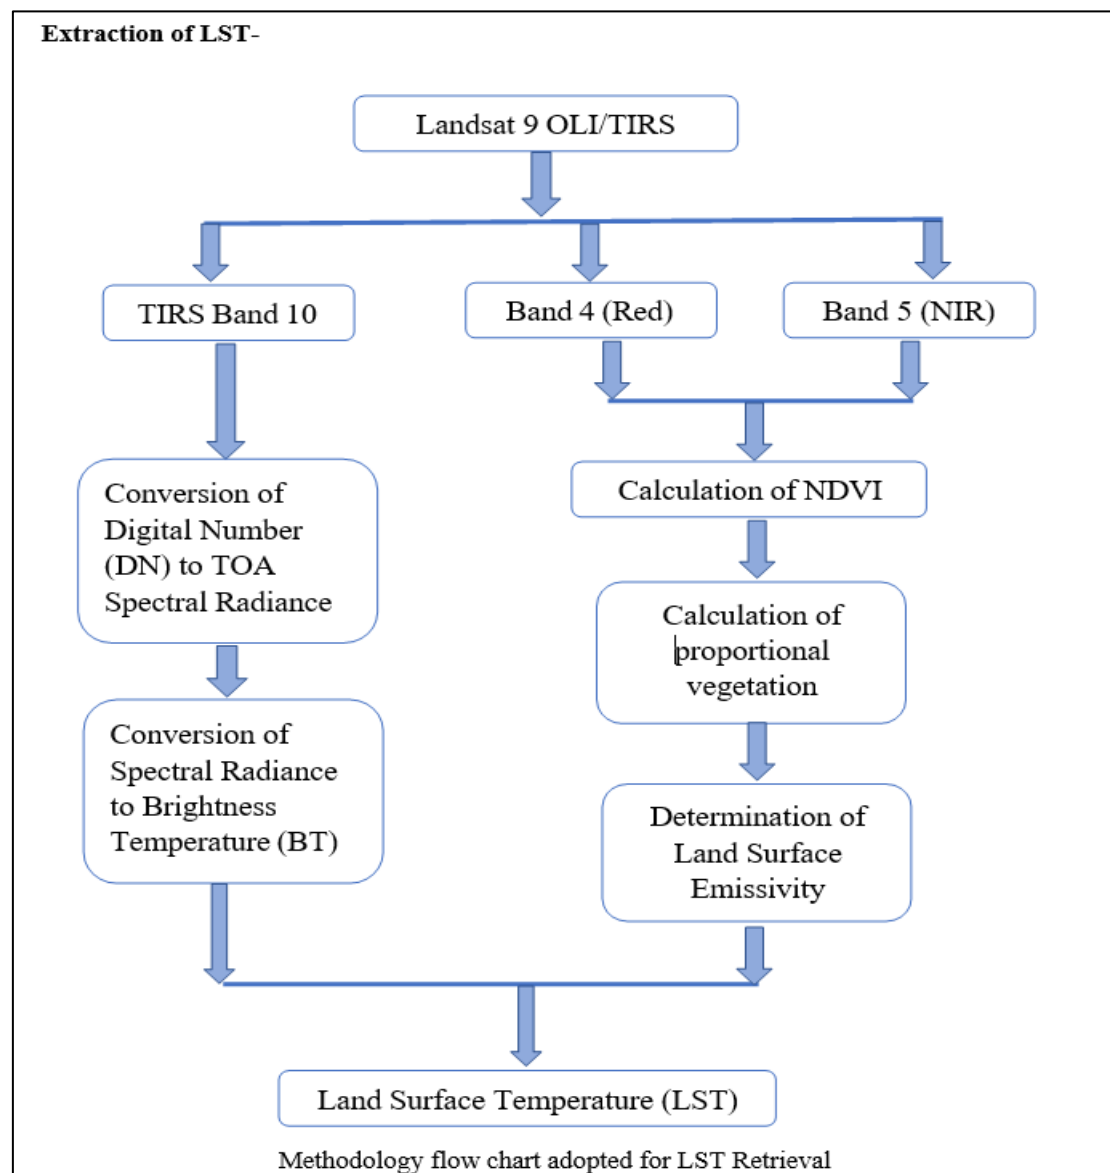 Extraction of LST-
Landsat 9 OLI/TIRS
TIRS Band 10
Band 4 (Red)
Band 5 (NIR)
Conversion of
Digital Number
(DN) to TOA
Spectral Radiance
Calculation of NDVI
Calculation of
proportional
vegetation
Conversion of
Spectral Radiance
to Brightness
Temperature (BT)
Determination of
Land Surface
Emissivity
Land Surface Temperature (LST)
Methodology flow chart adopted for LST Retrieval